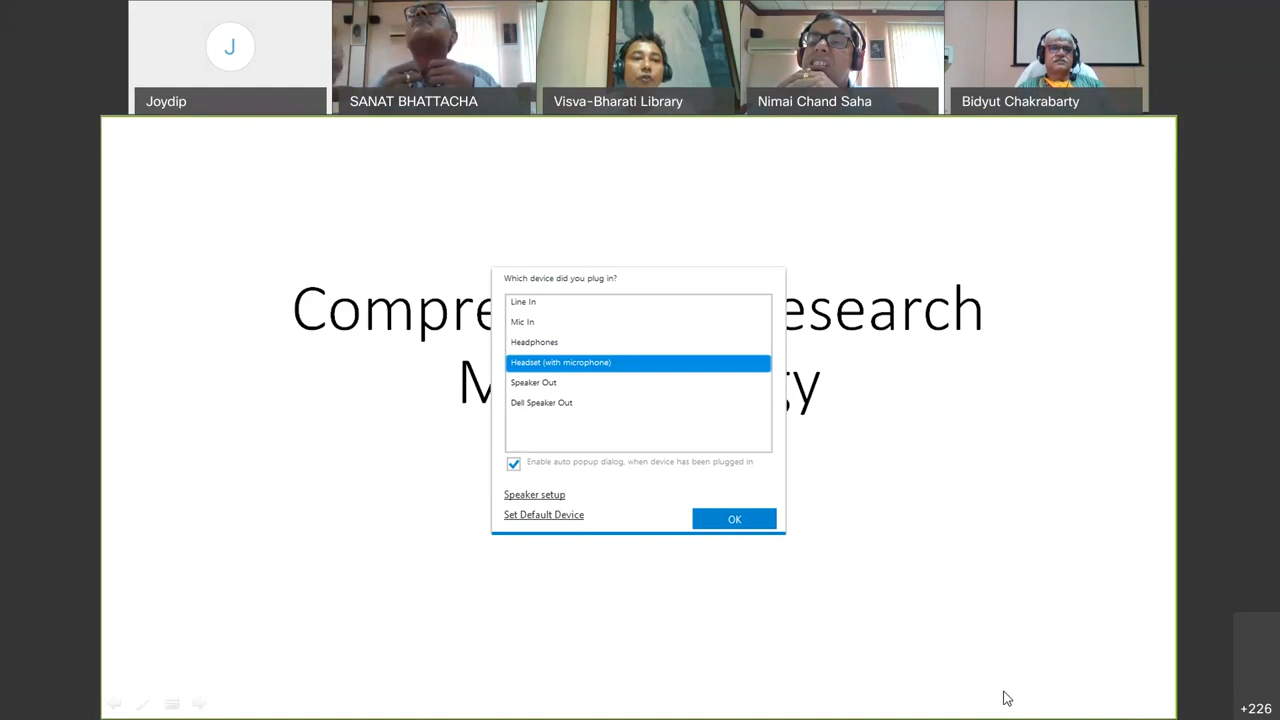 J
Joydip
SANAT BHATTACHA
Visva-Bharati Library
Nimai Chand Saha
Bidyut Chakrabarty
Which device did you plug in?
Line In
Mic In
Headphones
Headset (with microphone)
Speaker Out
Dell Speaker Out
Enable auto popup dialog, when device has been plugged in
Speaker setup
Set Default Device
OK
Compre esearch
M gy
+226